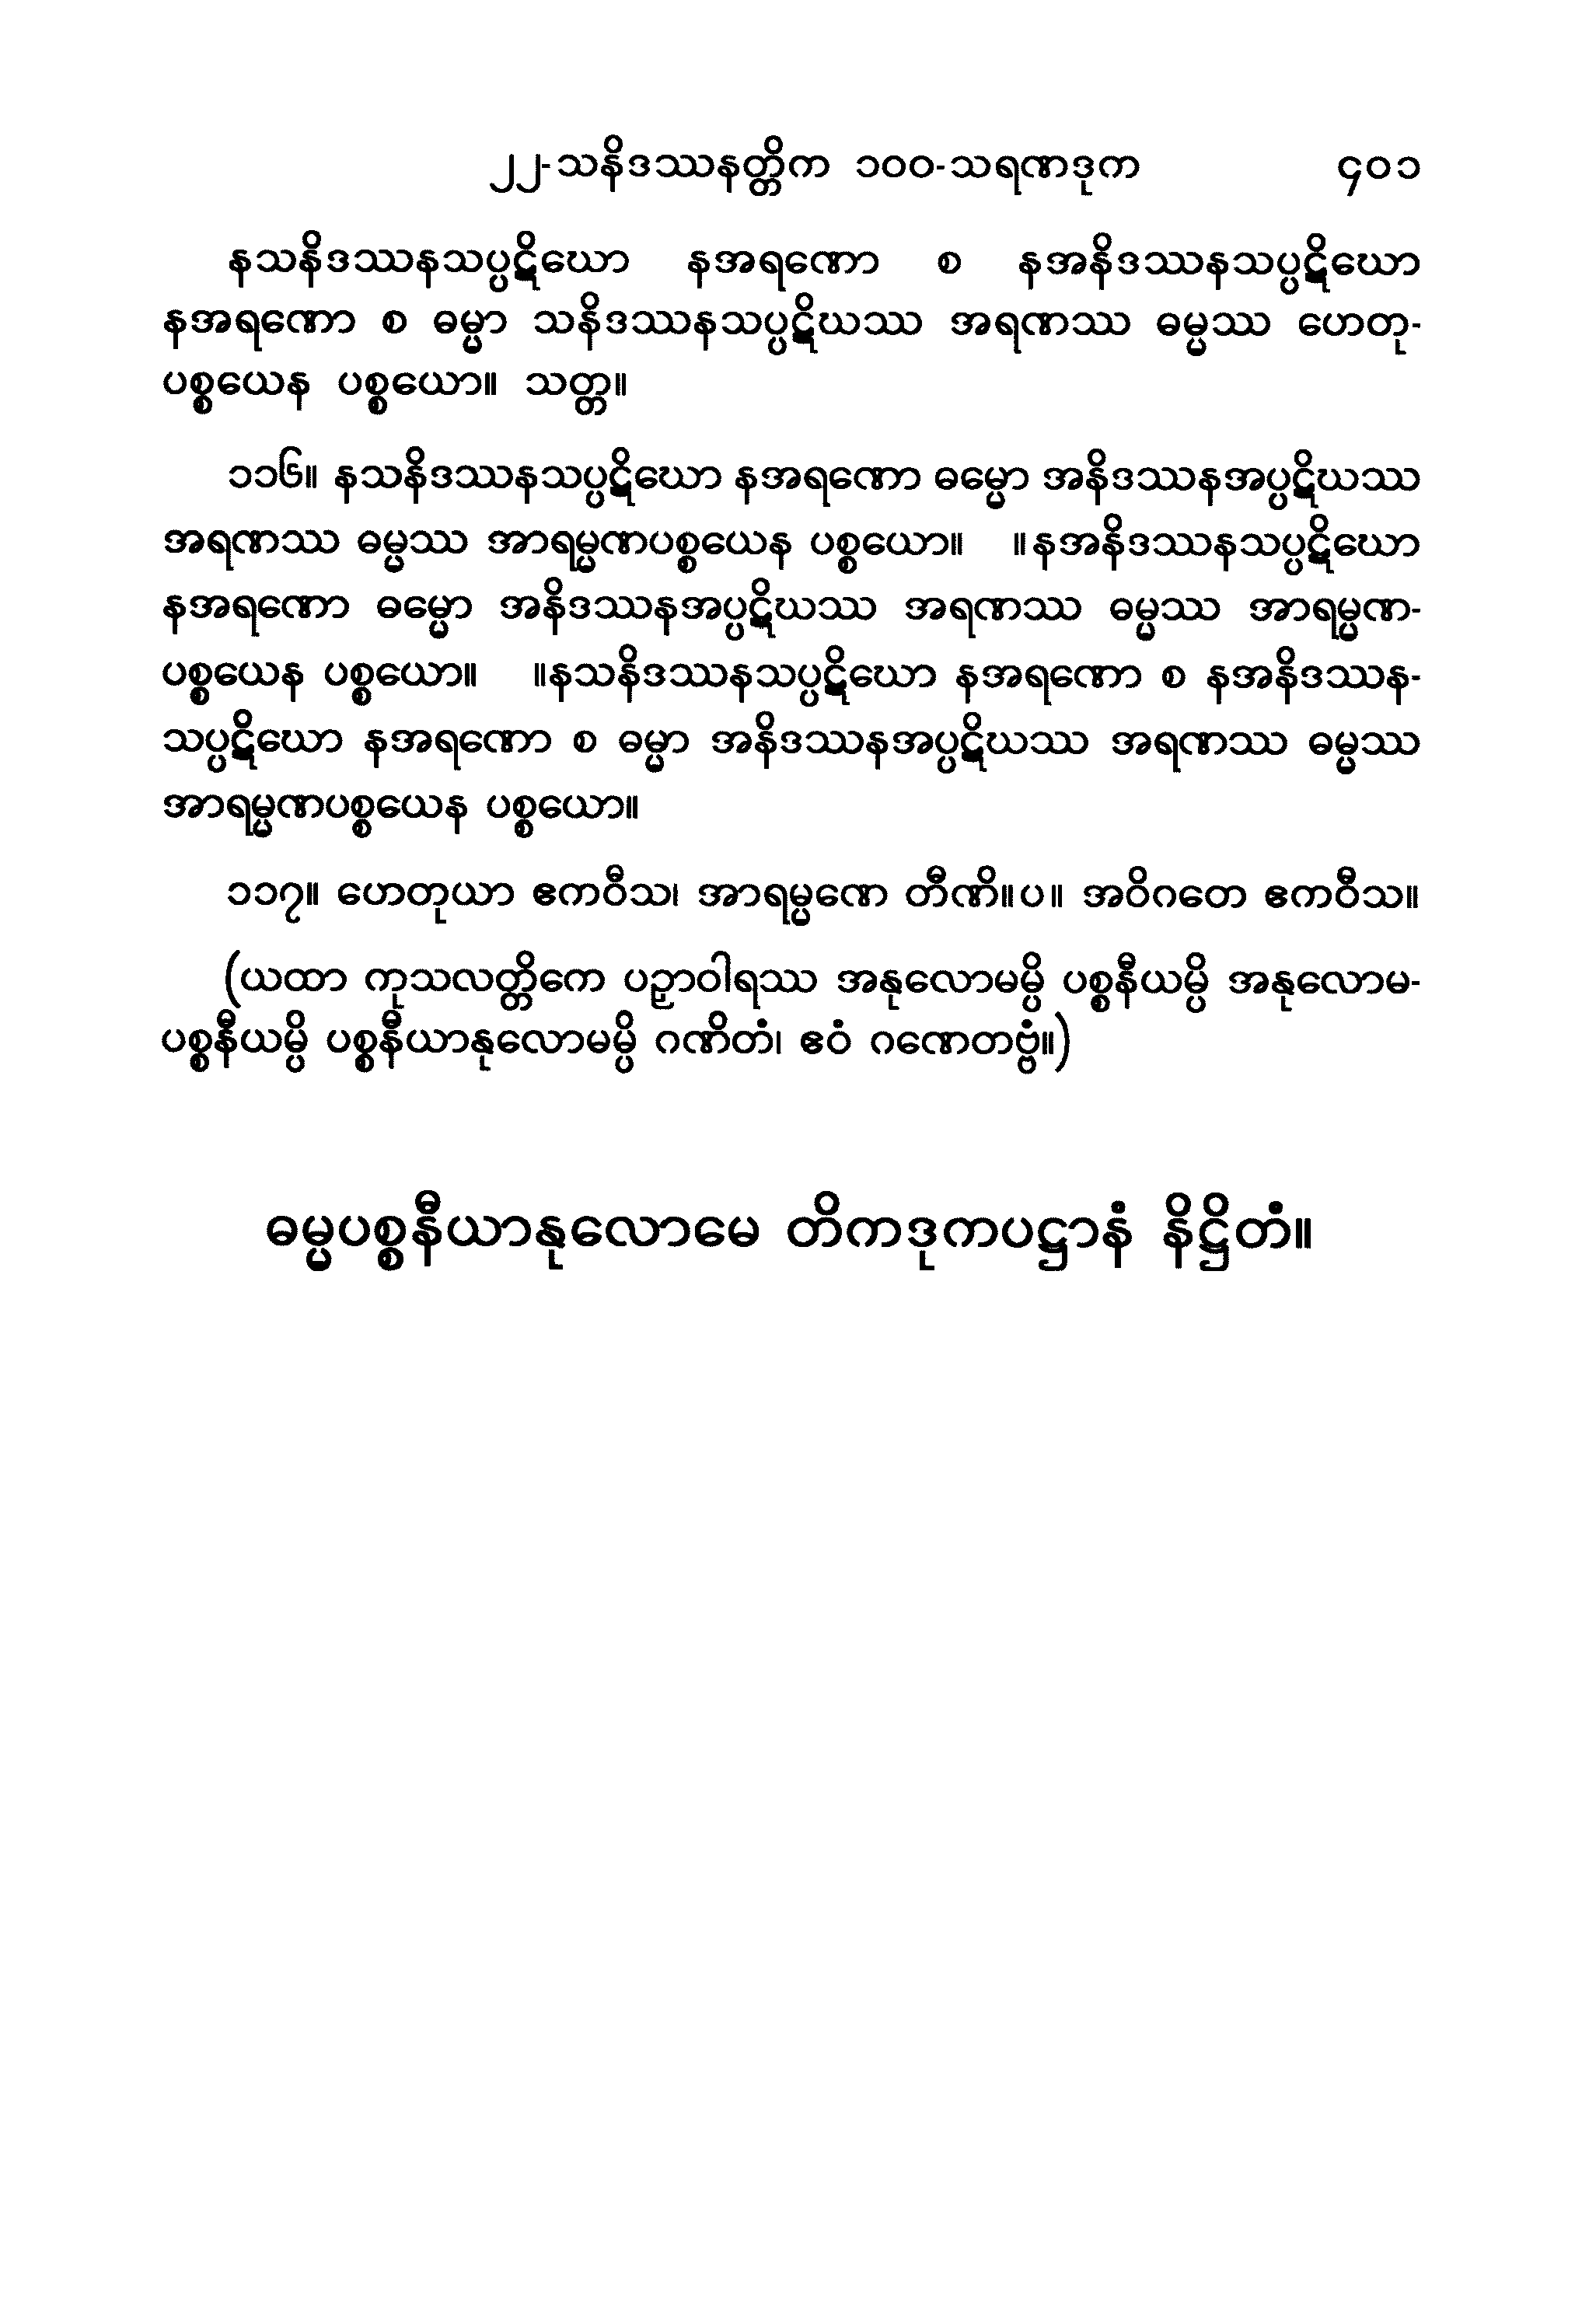 ၂၂-သနိဒဿနတ္တိက ၁၀၀-သရဏဒုက ၄၀၁
နသနိဒဿနသပ္ပဋိဃော နအရဏော စ နအနိဒဿနသပ္ပဋိဃော
နအရဏော စ ဓမ္မာ သနိဒဿနသပ္ပဋိဃဿ အရဏဿ ဓမ္မဿ ဟေတု-
ပစ္စယေန ပစ္စယော။ သတ္တ။
၁၁၆။ နသနိဒဿနသပ္ပဋိဃော နအရဏော ဓမ္မော အနိဒဿနအပ္ပဋိဃဿ
အရဏဿ ဓမ္မဿ အာရမ္မဏပစ္စယေန ပစ္စယော။ ။နအနိဒဿနသပ္ပဋိဃော
နအရဏော ဓမ္မော အနိဒဿနအပ္ပဋိဃဿ အရဏဿ ဓမ္မဿ အာရမ္မဏ-
ပစ္စယေန ပစ္စယော။ ။နသနိဒဿနသပ္ပဋိဃော နအရဏော စ နအနိဒဿန-
သပ္ပဋိဃော နအရဏော စ ဓမ္မာ အနိဒဿနအပ္ပဋိဃဿ အရဏဿ ဓမ္မဿ
အာရမ္မဏပစ္စယေန ပစ္စယော။
၁၁၇။ ဟေတုယာ ဧကဝီသ၊ အာရမ္မဏေ တီဏိ။ပ။ အဝိဂတေ ဧကဝီသ။
(ယထာ ကုသလတ္တိကေ ပဉှာဝါရဿ အနုလောမမ္ပိ ပစ္စနီယမ္ပိ အနုလောမ-
ပစ္စနီယမ္ပိ ပစ္စနီယာနုလောမမ္ပိ ဂဏိတံ၊ ဧဝံ ဂဏေတဗ္ဗံ။)
ဓမ္မပစ္စနီယာနုလောမေ တိကဒုကပဋ္ဌာနံ နိဋ္ဌိတံ။